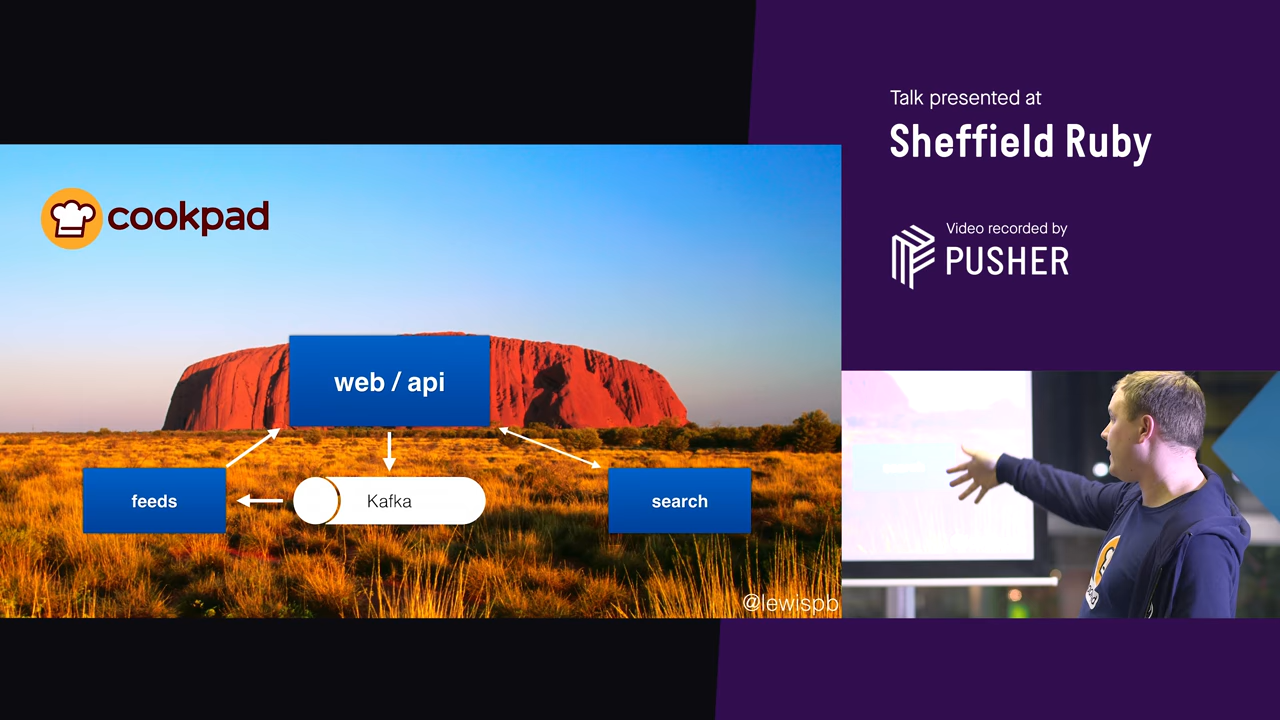 cookpad
web / api
feeds
Kafka
search
@lewispb
Talk presented at
Sheffield Ruby
Video recorded by
PUSHER